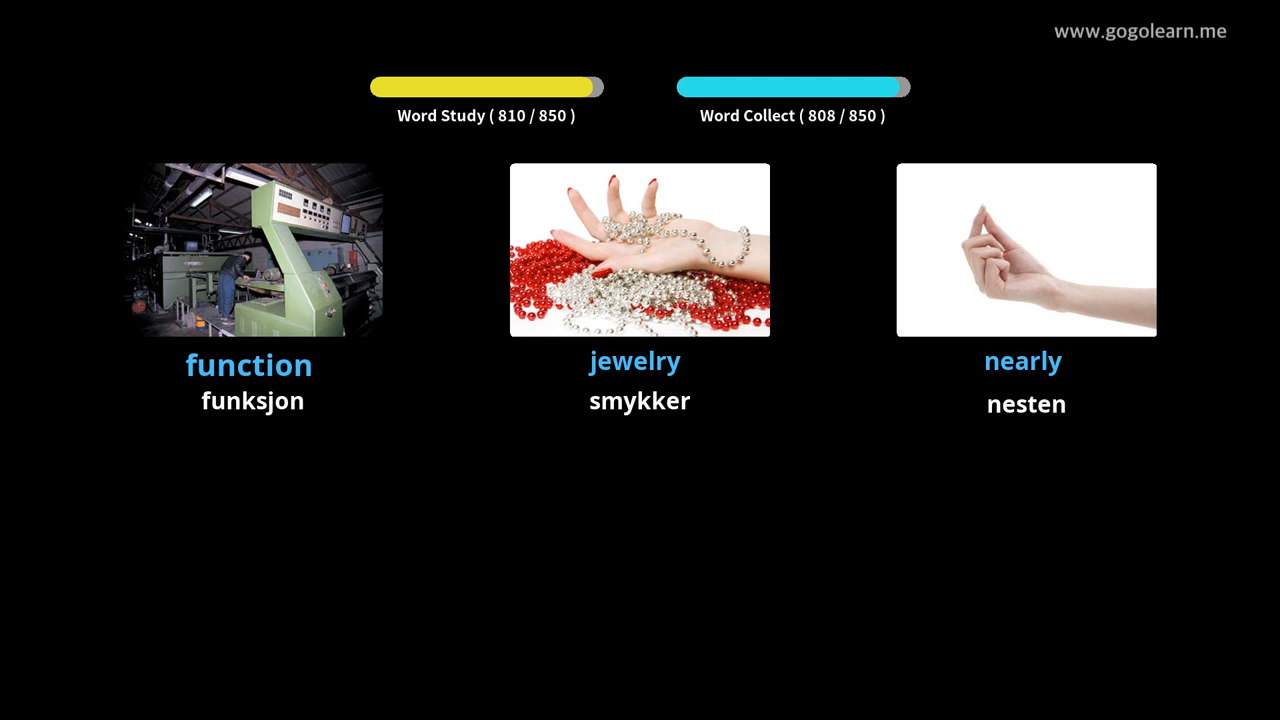 www.gogolearn.me
Word Study ( 810 / 850 )
Word Collect ( 808 / 850 )
function
funksjon
jewelry
smykker
nearly
nesten